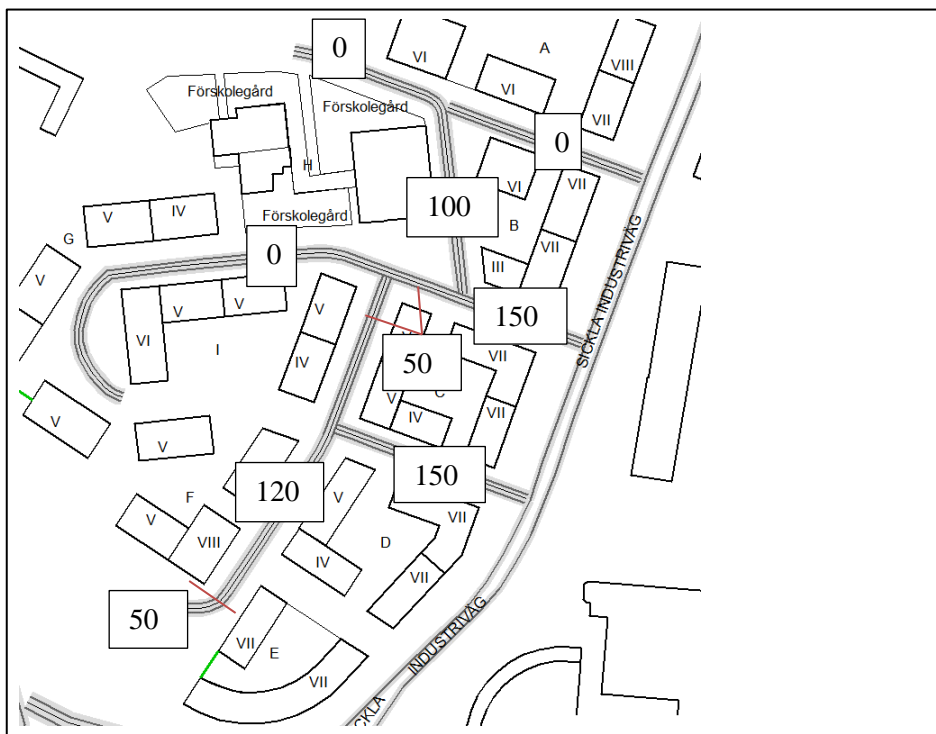 0
A
VI
VIII
VI
Förskolegård
Förskolegård
VII
0
H
VI
VII
100
V
IV
Förskolegård
B
G
0
VII
III
V
V
V
V
150
SICKLA INDUSTRIVÄG
VI
I
IV
50
VII
C
V
V
IV
VII
V
150
120
V
F
V
VIII
D
VII
IV
VII
50
VII
E
VII
INDUSTRIVÄG
CKLA